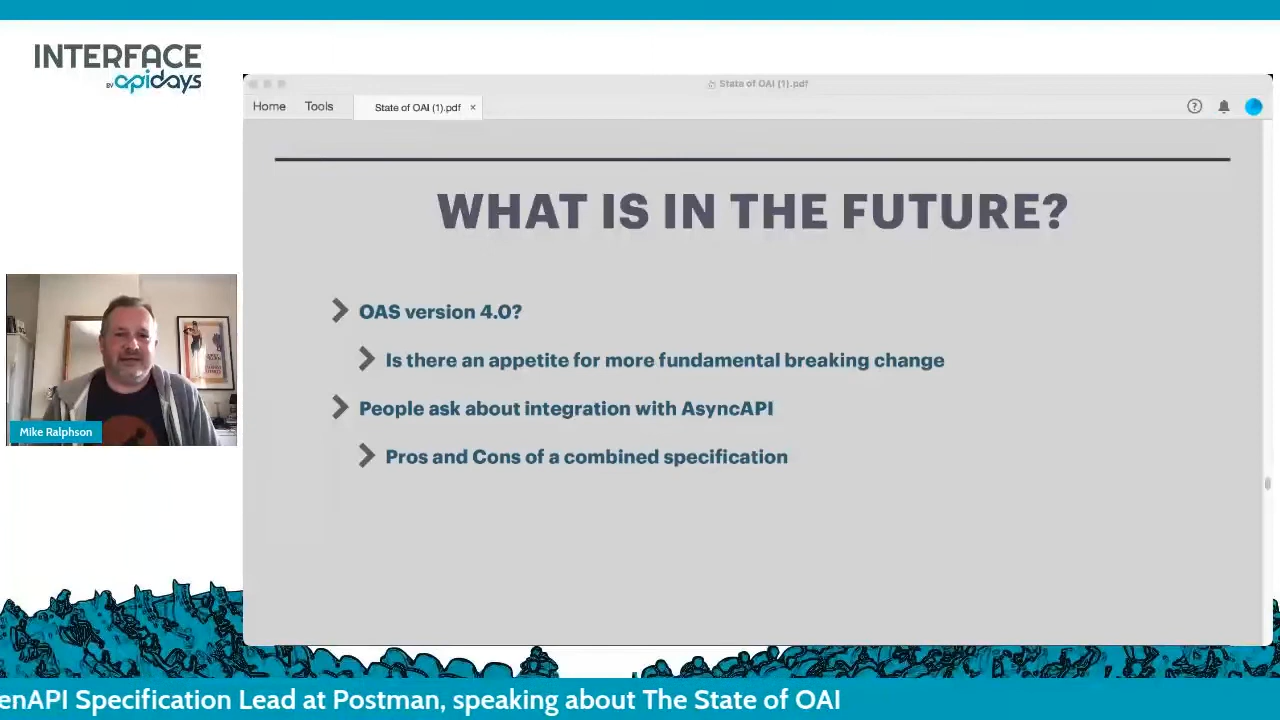 INTERFACE
BY apidays
State of OAI (1).pdf
Home Tools State of OAI (1).pdf ×
?
WHAT IS IN THE FUTURE?
OAS version 4.0?
Is there an appetite for more fundamental breaking change
People ask about integration with AsyncAPI
Pros and Cons of a combined specification
Mike Ralphson
enAPI Specification Lead at Postman, speaking about The State of OAI